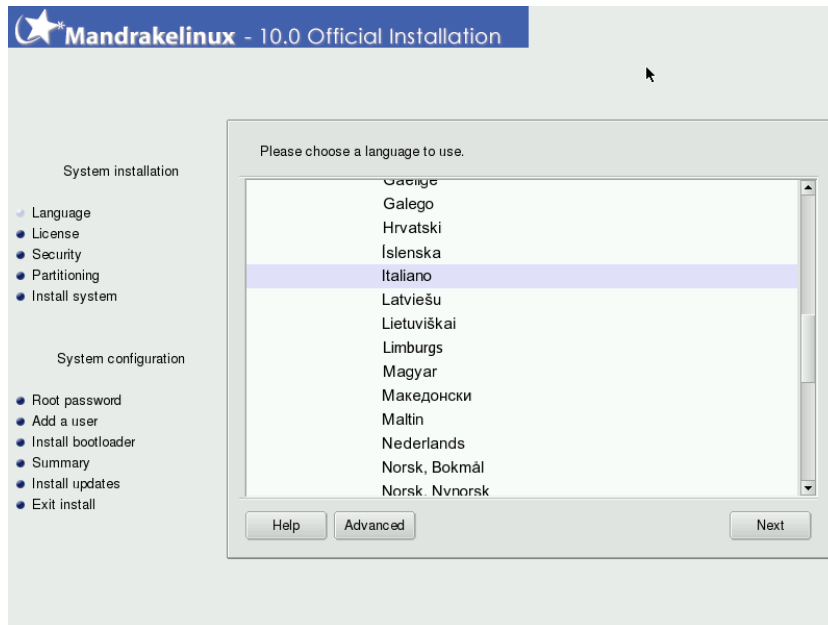 Mandrakelinux - 10.0 Official Installation
System installation
Language
License
Security
Partitioning
Install system
System configuration
Root password
Add a user
Install bootloader
Summary
Install updates
Exit install
Please choose a language to use.
Gaeilge
Galego
Hrvatski
Íslenska
Italiano
Latviešu
Lietuviškai
Limburgs
Magyar
Македонски
Maltin
Nederlands
Norsk, Bokmål
Norsk, Nynorsk
Help
Advanced
Next